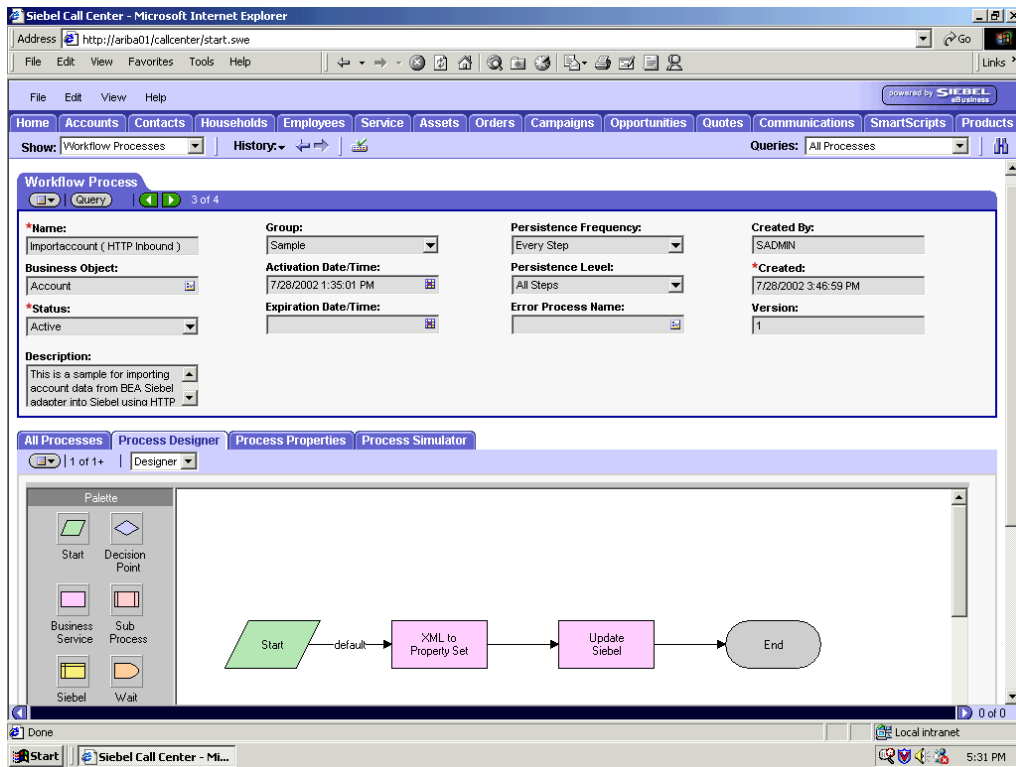 Siebel Call Center - Microsoft Internet Explorer
Address http://ariba01/callcenter/start.swe Go
File Edit View Favorites Tools Help Links
File Edit View Help powered by SIEBEL eBusiness
Home Accounts Contacts Households Employees Service Assets Orders Campaigns Opportunities Quotes Communications SmartScripts Products
Show: Workflow Processes History: Queries: All Processes
Workflow Process
Query 3 of 4
*Name: Group: Persistence Frequency: Created By:
Importaccount ( HTTP Inbound ) Sample Every Step SADMIN
Business Object: Activation Date/Time: Persistence Level: *Created:
Account 7/28/2002 1:35:01 PM All Steps 7/28/2002 3:46:59 PM
*Status: Expiration Date/Time: Error Process Name: Version:
Active 1
Description:
This is a sample for importing
account data from BEA Siebel
adapter into Siebel using HTTP
All Processes Process Designer Process Properties Process Simulator
1 of 1+ Designer
Palette
Start Decision
Point
Business Sub
Service Process
Siebel Wait
Start default XML to
Property Set Update
Siebel End
0 of 0
Done Local intranet
Start Siebel Call Center - Mi... 5:31 PM